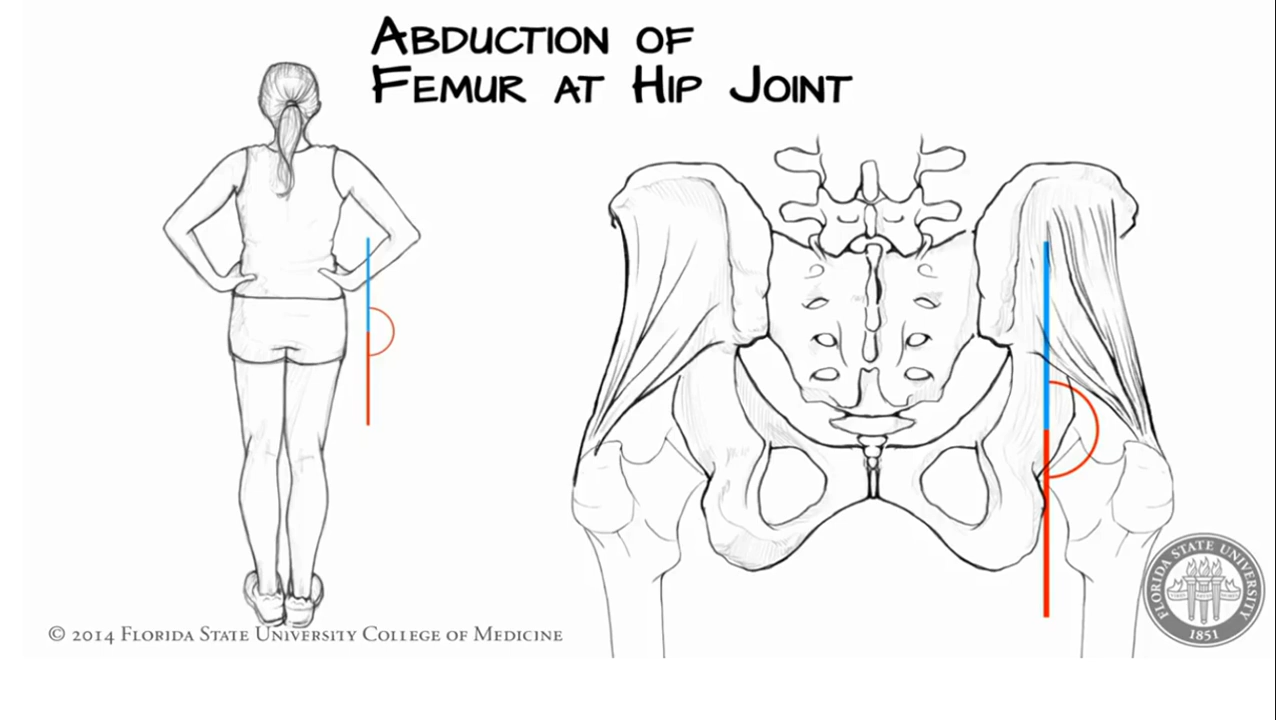 ABDUCTION OF
FEMUR AT HIP JOINT
© 2014 FLORIDA STATE UNIVERSITY COLLEGE OF MEDICINE
FLORIDA STATE UNIVERSITY
1851